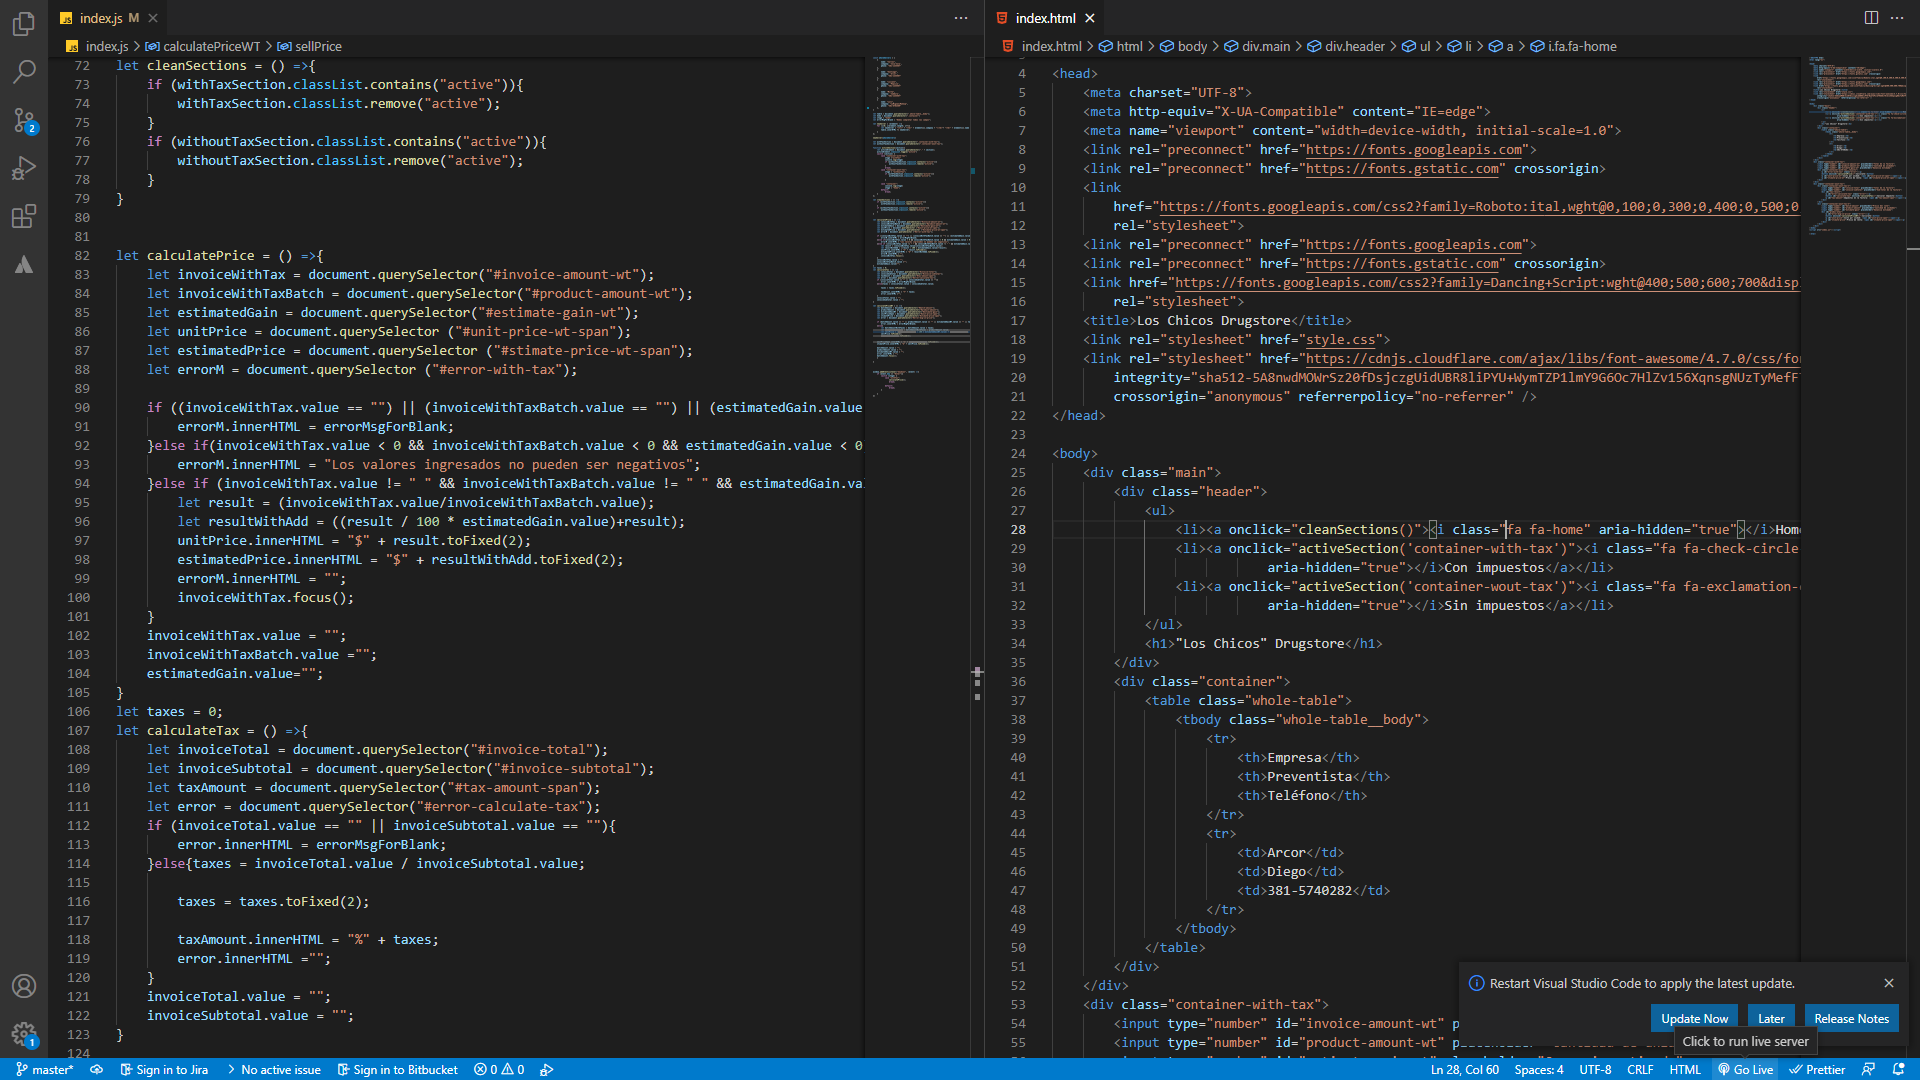 index.js M
index.js > calculatePriceWT > sellPrice
72 let cleanSections = () =>{
73 if (withTaxSection.classList.contains("active")){
74 withTaxSection.classList.remove("active");
75 }
76 if (withoutTaxSection.classList.contains("active")){
77 withoutTaxSection.classList.remove("active");
78 }
79 }
80
81
82 let calculatePrice = () =>{
83 let invoiceWithTax = document.querySelector("#invoice-amount-wt");
84 let invoiceWithTaxBatch = document.querySelector("#product-amount-wt");
85 let estimatedGain = document.querySelector("#estimate-gain-wt");
86 let unitPrice = document.querySelector ("#unit-price-wt-span");
87 let estimatedPrice = document.querySelector ("#stimate-price-wt-span");
88 let errorM = document.querySelector ("#error-with-tax");
89
90 if ((invoiceWithTax.value == "") || (invoiceWithTaxBatch.value == "") || (estimatedGain.value
91 errorM.innerHTML = errorMsgForBlank;
92 }else if(invoiceWithTax.value < 0 && invoiceWithTaxBatch.value < 0 && estimatedGain.value < 0
93 errorM.innerHTML = "Los valores ingresados no pueden ser negativos";
94 }else if (invoiceWithTax.value != " " && invoiceWithTaxBatch.value != " " && estimatedGain.va
95 let result = (invoiceWithTax.value/invoiceWithTaxBatch.value);
96 let resultWithAdd = ((result / 100 * estimatedGain.value)+result);
97 unitPrice.innerHTML = "$" + result.toFixed(2);
98 estimatedPrice.innerHTML = "$" + resultWithAdd.toFixed(2);
99 errorM.innerHTML = "";
100 invoiceWithTax.focus();
101 }
102 invoiceWithTax.value = "";
103 invoiceWithTaxBatch.value ="";
104 estimatedGain.value="";
105 }
106 let taxes = 0;
107 let calculateTax = () =>{
108 let invoiceTotal = document.querySelector("#invoice-total");
109 let invoiceSubtotal = document.querySelector("#invoice-subtotal");
110 let taxAmount = document.querySelector("#tax-amount-span");
111 let error = document.querySelector("#error-calculate-tax");
112 if (invoiceTotal.value == "" || invoiceSubtotal.value == ""){
113 error.innerHTML = errorMsgForBlank;
114 }else{taxes = invoiceTotal.value / invoiceSubtotal.value;
115
116 taxes = taxes.toFixed(2);
117
118 taxAmount.innerHTML = "%" + taxes;
119 error.innerHTML ="";
120 }
121 invoiceTotal.value = "";
122 invoiceSubtotal.value = "";
123 }
124
index.html
index.html > html > body > div.main > div.header > ul > li > a > i.fa.fa-home
4 <head>
5 <meta charset="UTF-8">
6 <meta http-equiv="X-UA-Compatible" content="IE=edge">
7 <meta name="viewport" content="width=device-width, initial-scale=1.0">
8 <link rel="preconnect" href="https://fonts.googleapis.com">
9 <link rel="preconnect" href="https://fonts.gstatic.com" crossorigin>
10 <link
11 href="https://fonts.googleapis.com/css2?family=Roboto:ital,wght@0,100;0,300;0,400;0,500;0
12 rel="stylesheet">
13 <link rel="preconnect" href="https://fonts.googleapis.com">
14 <link rel="preconnect" href="https://fonts.gstatic.com" crossorigin>
15 <link href="https://fonts.googleapis.com/css2?family=Dancing+Script:wght@400;500;600;700&disp
16 rel="stylesheet">
17 <title>Los Chicos Drugstore</title>
18 <link rel="stylesheet" href="style.css">
19 <link rel="stylesheet" href="https://cdnjs.cloudflare.com/ajax/libs/font-awesome/4.7.0/css/fo
20 integrity="sha512-5A8nwdMOWrSz20fDsjczgUidUBR8liPYU+WymTZP1lmY9G6Oc7HlZv156XqnsgNUzTyMefF
21 crossorigin="anonymous" referrerpolicy="no-referrer" />
22 </head>
23
24 <body>
25 <div class="main">
26 <div class="header">
27 <ul>
28 <li><a onclick="cleanSections()"><i class="fa fa-home" aria-hidden="true"></i>Hom
29 <li><a onclick="activeSection('container-with-tax')"><i class="fa fa-check-circle
30 aria-hidden="true"></i>Con impuestos</a></li>
31 <li><a onclick="activeSection('container-wout-tax')"><i class="fa fa-exclamation-
32 aria-hidden="true"></i>Sin impuestos</a></li>
33 </ul>
34 <h1>"Los Chicos" Drugstore</h1>
35 </div>
36 <div class="container">
37 <table class="whole-table">
38 <tbody class="whole-table__body">
39 <tr>
40 <th>Empresa</th>
41 <th>Preventista</th>
42 <th>Teléfono</th>
43 </tr>
44 <tr>
45 <td>Arcor</td>
46 <td>Diego</td>
47 <td>381-5740282</td>
48 </tr>
49 </tbody>
50 </table>
51 </div>
52 </div>
53 <div class="container-with-tax">
54 <input type="number" id="invoice-amount-wt" p
55 <input type="number" id="product-amount-wt"
Restart Visual Studio Code to apply the latest update.
Update Now Later Release Notes
Click to run live server
2
1
master* Sign in to Jira No active issue Sign in to Bitbucket 0 0 Ln 28, Col 60 Spaces: 4 UTF-8 CRLF HTML Go Live Prettier